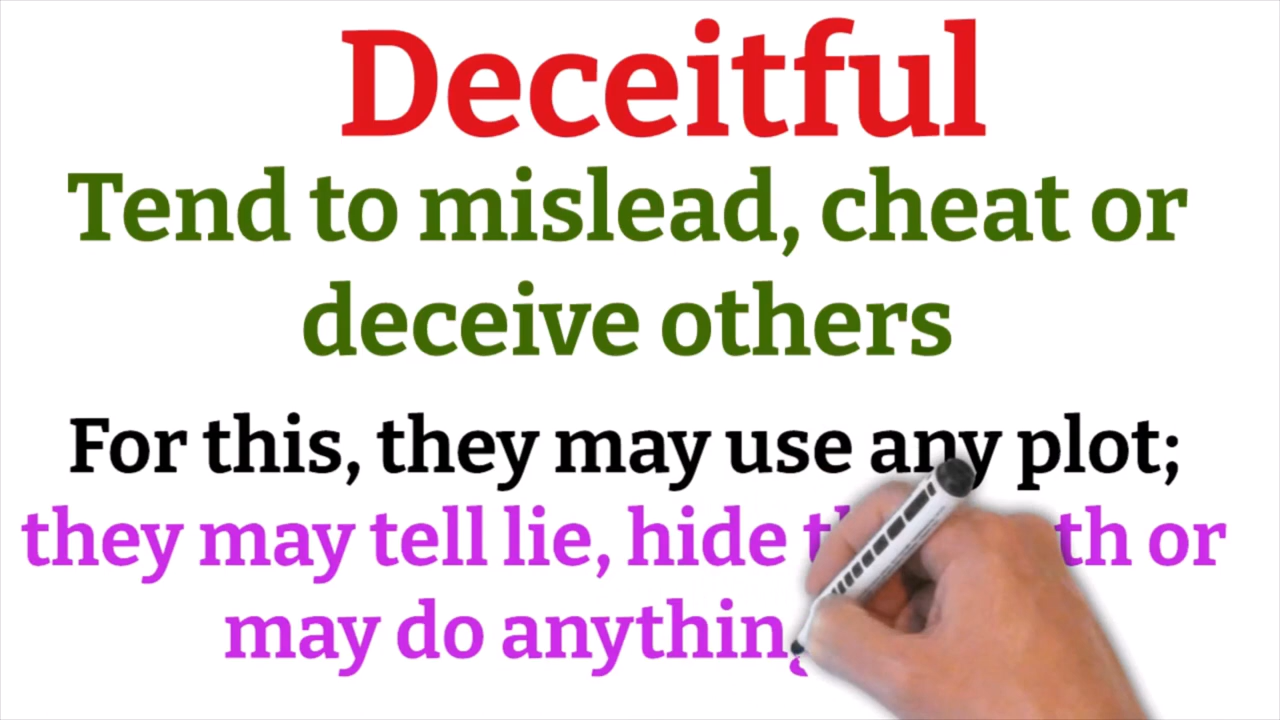 Deceitful
Tend to mislead, cheat or
deceive others
For this, they may use any plot;
they may tell lie, hide th or
may do anything